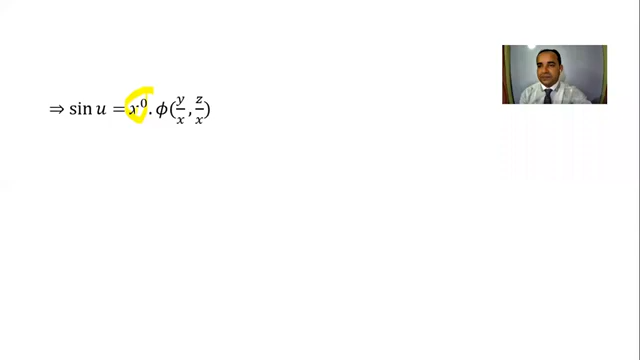 ⇒ sin u = x⁰. ϕ(y/x, z/x)